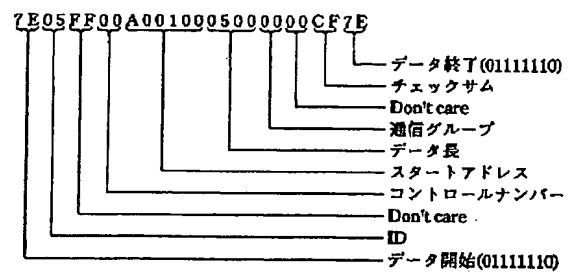 7E05FF00A00100050000000CF7E
データ終了(01111110)
チェックサム
Don't care
通信グループ
データ長
スタートアドレス
コントロールナンバー
Don't care
ID
データ開始(01111110)